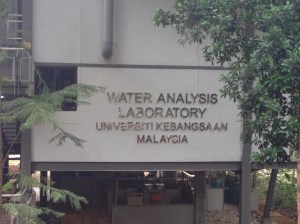 WATER ANALYSIS
LABORATORY
UNIVERSITI KEBANGSAAN
MALAYSIA